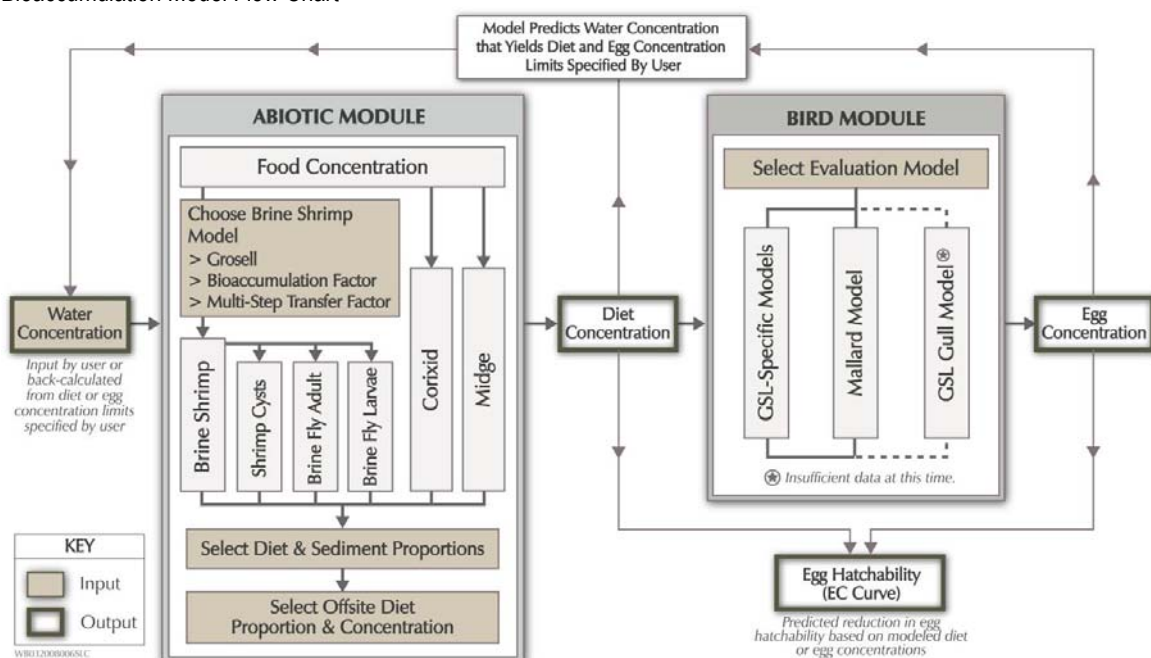 Bioaccumulation Model Flow Chart
Model Predicts Water Concentration
that Yields Diet and Egg Concentration
Limits Specified By User
ABIOTIC MODULE
Food Concentration
Choose Brine Shrimp
Model
> Grosell
> Bioaccumulation Factor
> Multi-Step Transfer Factor
Brine Shrimp
Shrimp Cysts
Brine Fly Adult
Brine Fly Larvae
Corixid
Midge
Select Diet & Sediment Proportions
Select Offsite Diet
Proportion & Concentration
Water
Concentration
Input by user or
back-calculated
from diet or egg
concentration limits
specified by user
Diet
Concentration
BIRD MODULE
Select Evaluation Model
GSL-Specific Models
Mallard Model
GSL Gull Model⍟
⍟ Insufficient data at this time.
Egg
Concentration
Egg Hatchability
(EC Curve)
Predicted reduction in egg
hatchability based on modeled diet
or egg concentrations
KEY
Input
Output
WB032008006SLC